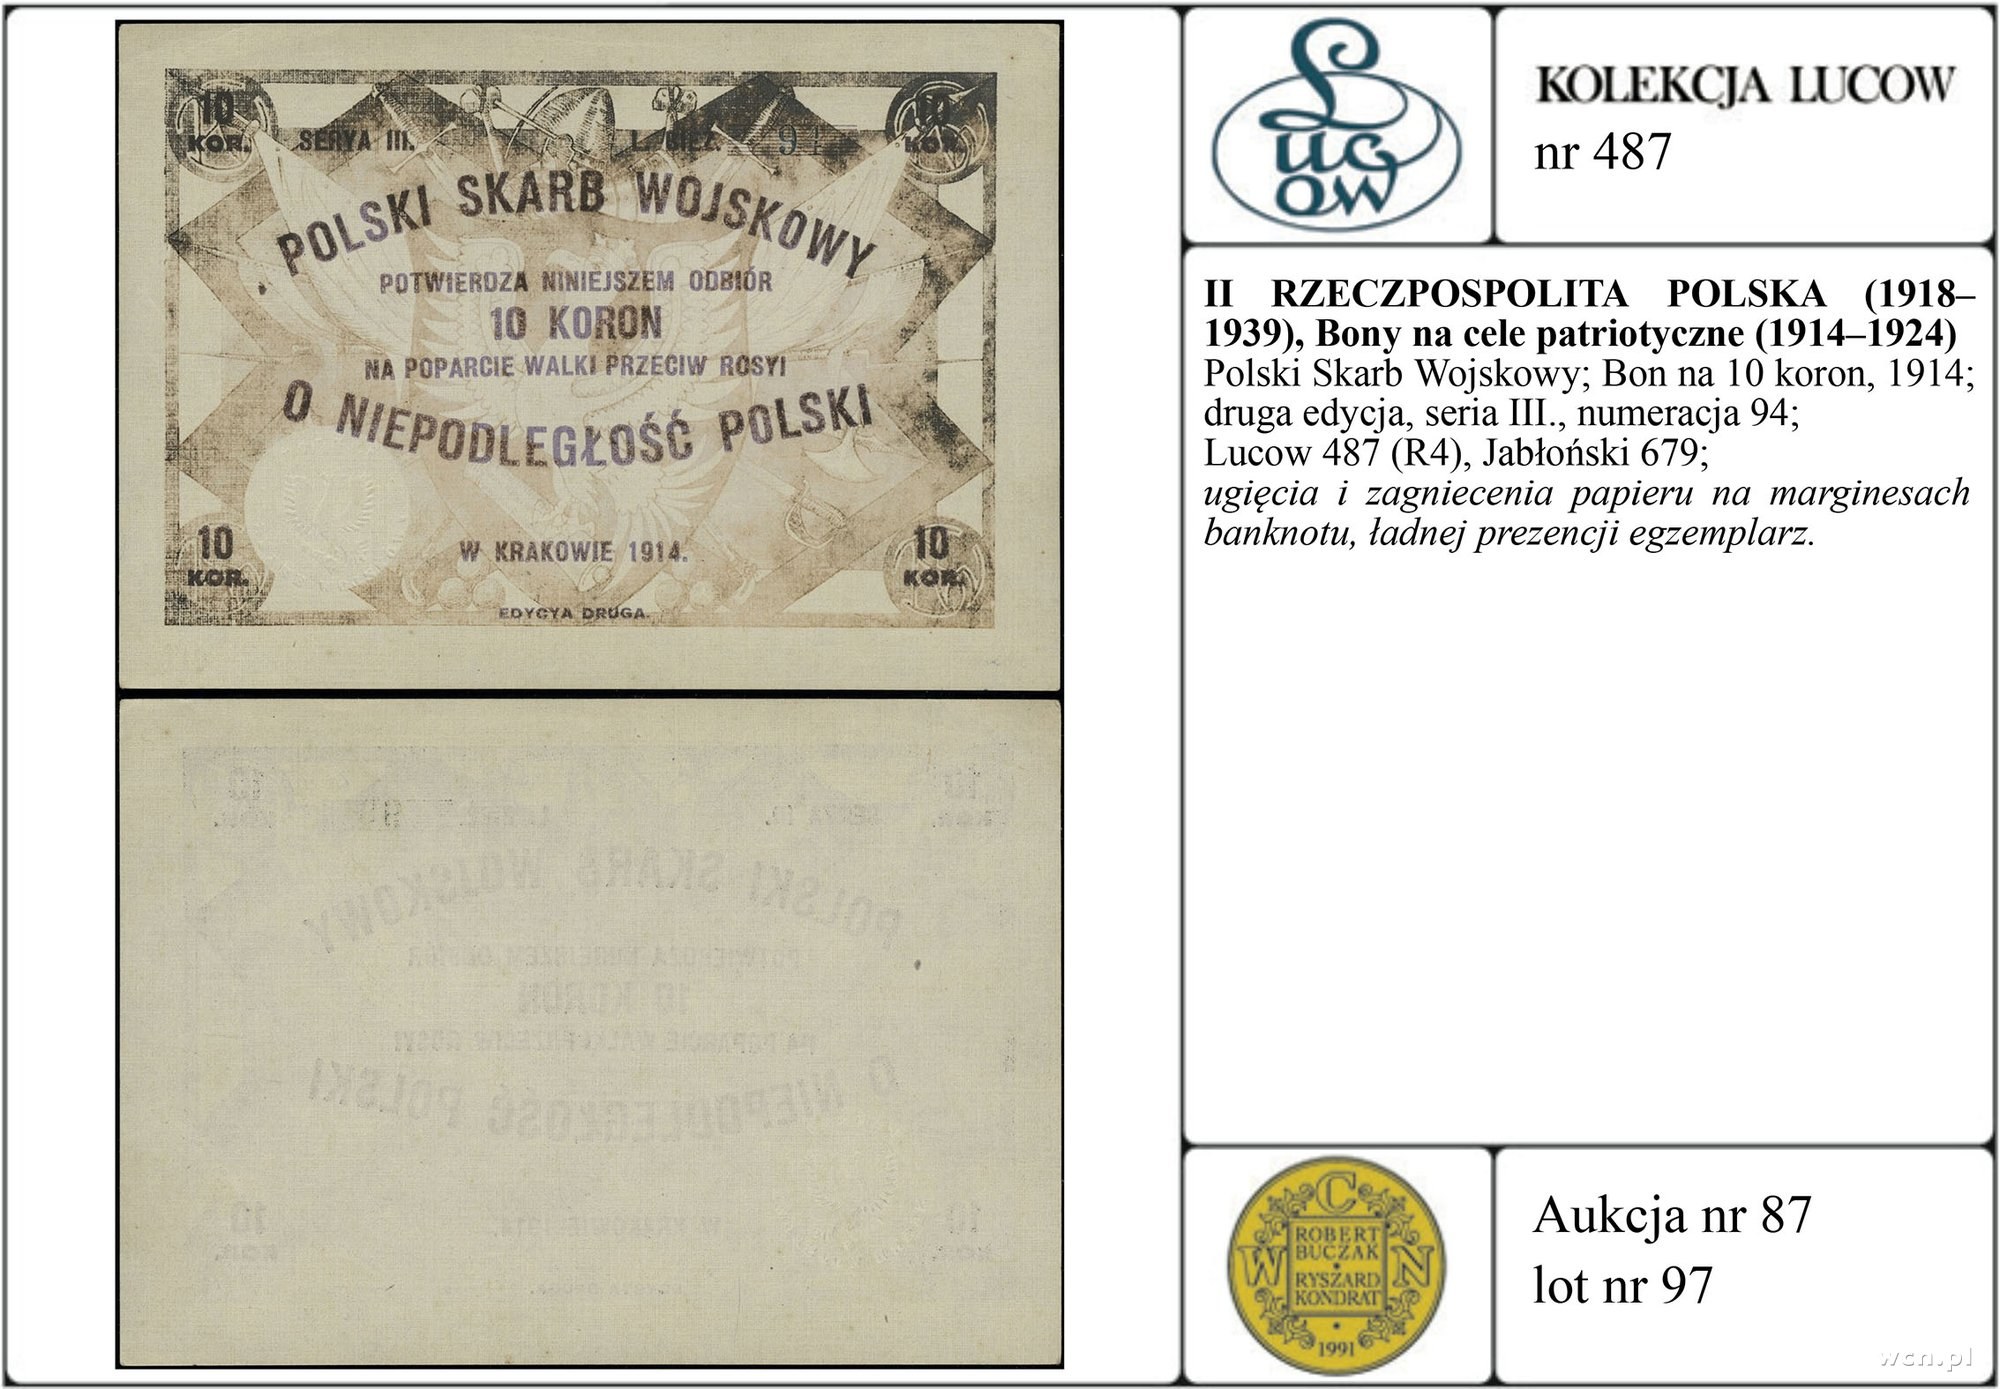 10
KOR.
SERYA III.
L. BIEŻ. 94
10
KOR.
POLSKI SKARB WOJSKOWY
POTWIERDZA NINIEJSZEM ODBIÓR
10 KORON
NA POPARCIE WALKI PRZECIW ROSYI
O NIEPODLEGŁOŚĆ POLSKI
10
KOR.
W KRAKOWIE 1914.
10
KOR.
EDYCYA DRUGA.
Lucow
KOLEKCJA LUCOW
nr 487
II RZECZPOSPOLITA POLSKA (1918–
1939), Bony na cele patriotyczne (1914–1924)
Polski Skarb Wojskowy; Bon na 10 koron, 1914;
druga edycja, seria III., numeracja 94;
Lucow 487 (R4), Jabłoński 679;
ugięcia i zagniecenia papieru na marginesach
banknotu, ładnej prezencji egzemplarz.
W C N
ROBERT
BUCZAK
RYSZARD
KONDRAT
1991
Aukcja nr 87
lot nr 97
wcn.pl